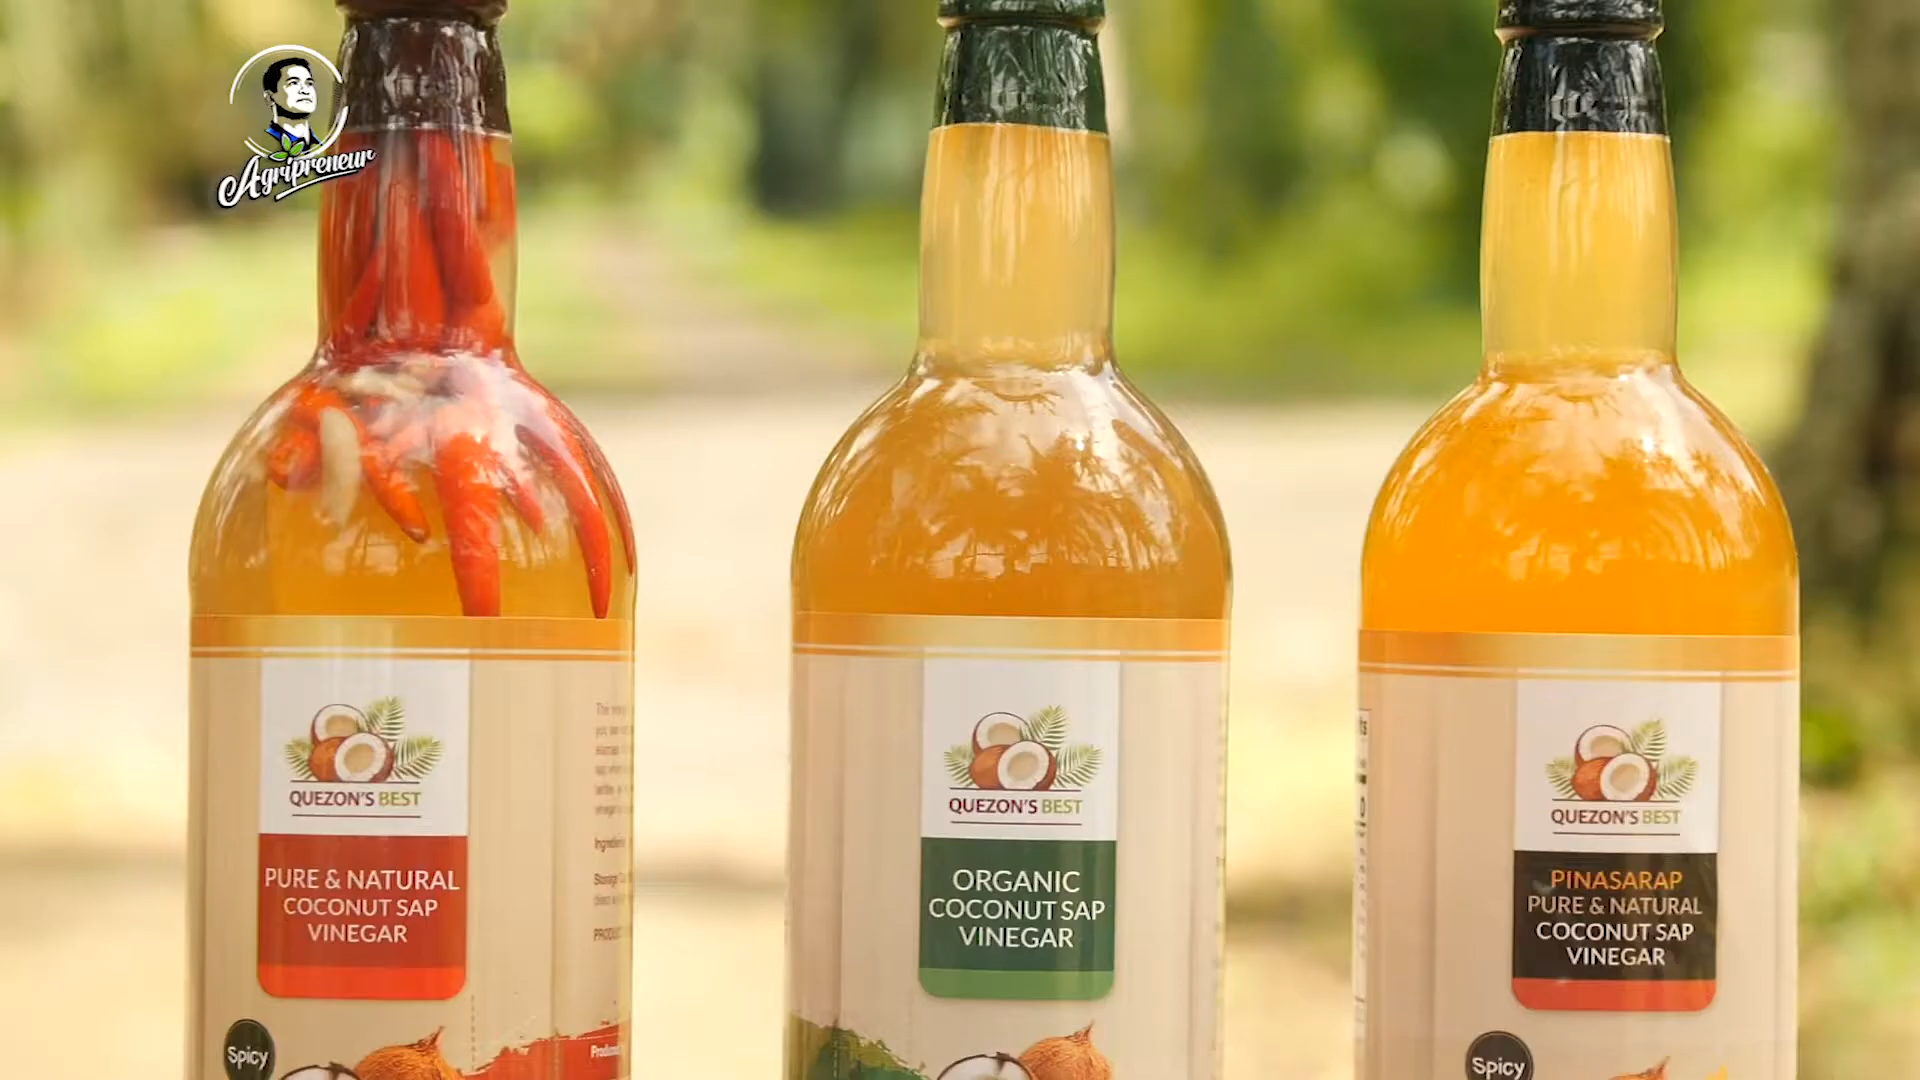 Agripreneur
QUEZON'S BEST
PURE & NATURAL
COCONUT SAP
VINEGAR
Spicy
QUEZON'S BEST
ORGANIC
COCONUT SAP
VINEGAR
QUEZON'S BEST
PINASARAP
PURE & NATURAL
COCONUT SAP
VINEGAR
Spicy